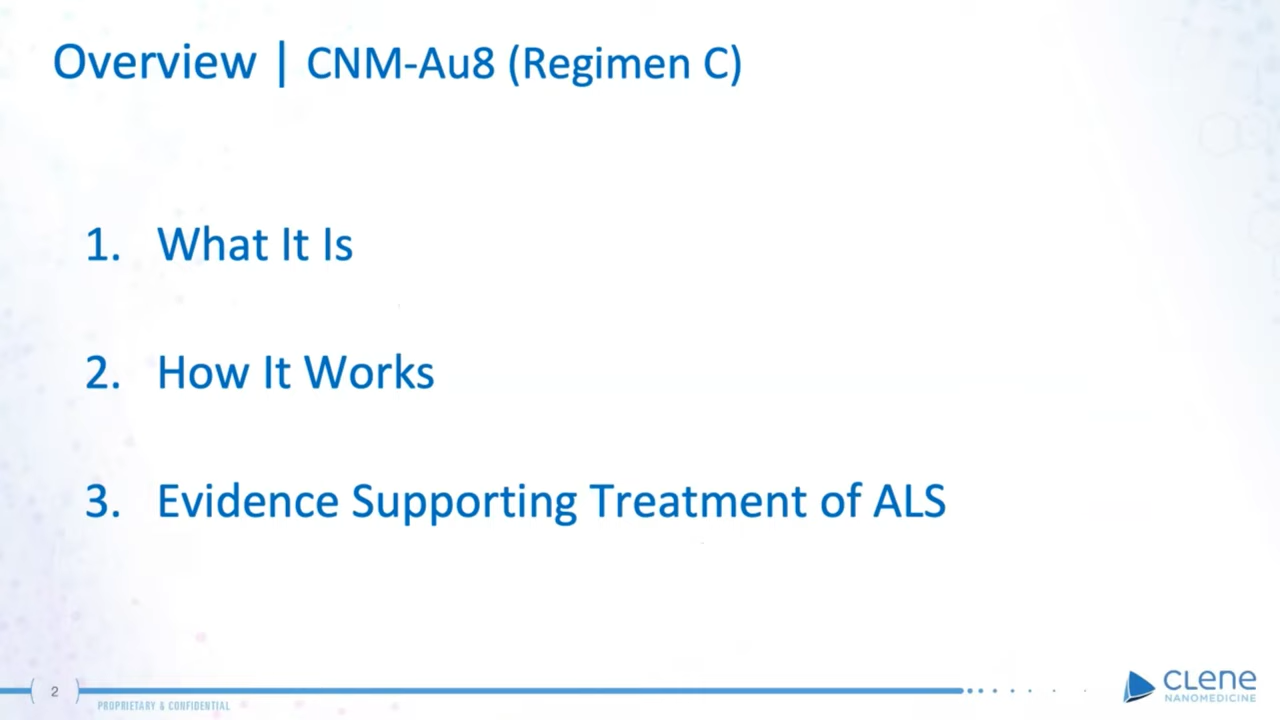 Overview | CNM-Au8 (Regimen C)
1. What It Is
2. How It Works
3. Evidence Supporting Treatment of ALS
2
PROPRIETARY & CONFIDENTIAL
CLENE
NANOMEDICINE